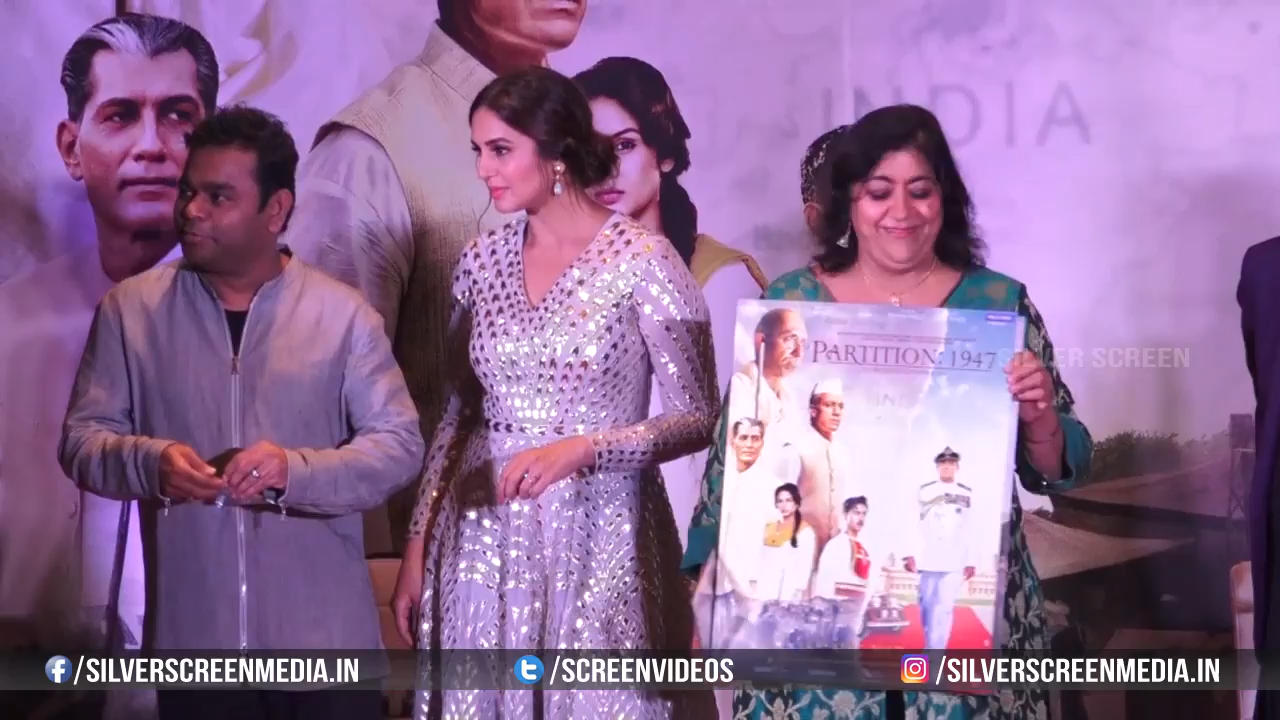 INDIA
PARTITION: 1947
SILVER SCREEN
/SILVERSCREENMEDIA.IN
/SCREENVIDEOS
/SILVERSCREENMEDIA.IN